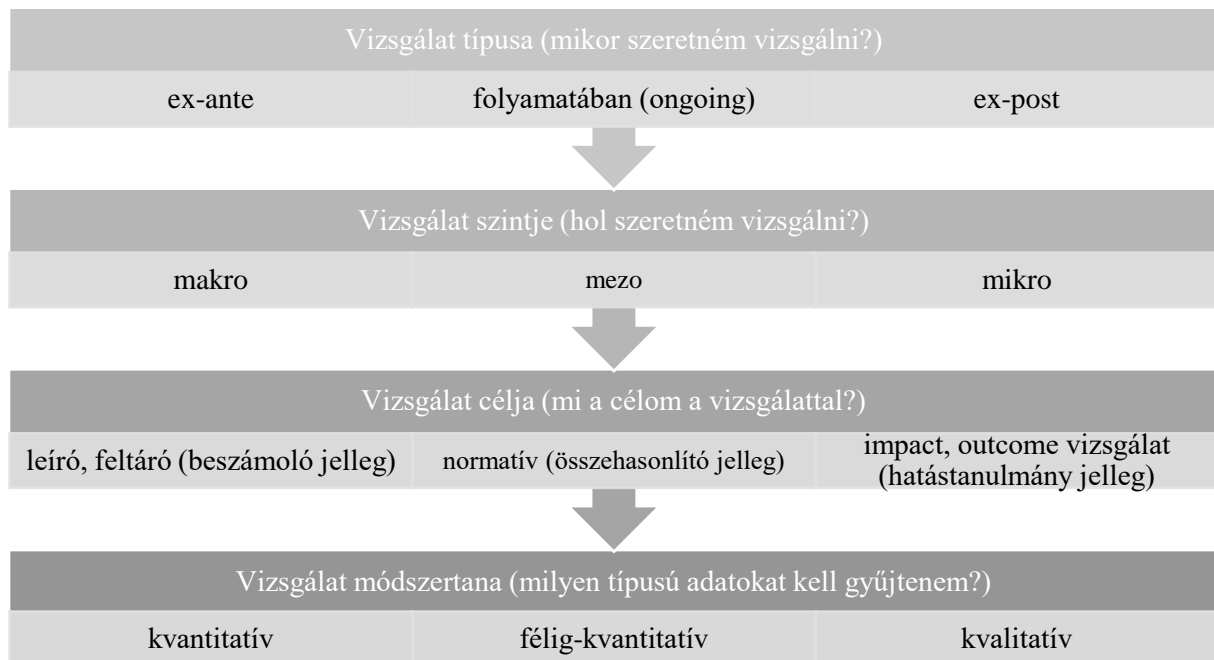 Vizsgálat típusa (mikor szeretném vizsgálni?)
ex-ante
folyamatában (ongoing)
ex-post
Vizsgálat szintje (hol szeretném vizsgálni?)
makro
mezo
mikro
Vizsgálat célja (mi a célom a vizsgálattal?)
leíró, feltáró (beszámoló jelleg)
normatív (összehasonlító jelleg)
impact, outcome vizsgálat
(hatástanulmány jelleg)
Vizsgálat módszertana (milyen típusú adatokat kell gyűjtenem?)
kvantitatív
félig-kvantitatív
kvalitatív